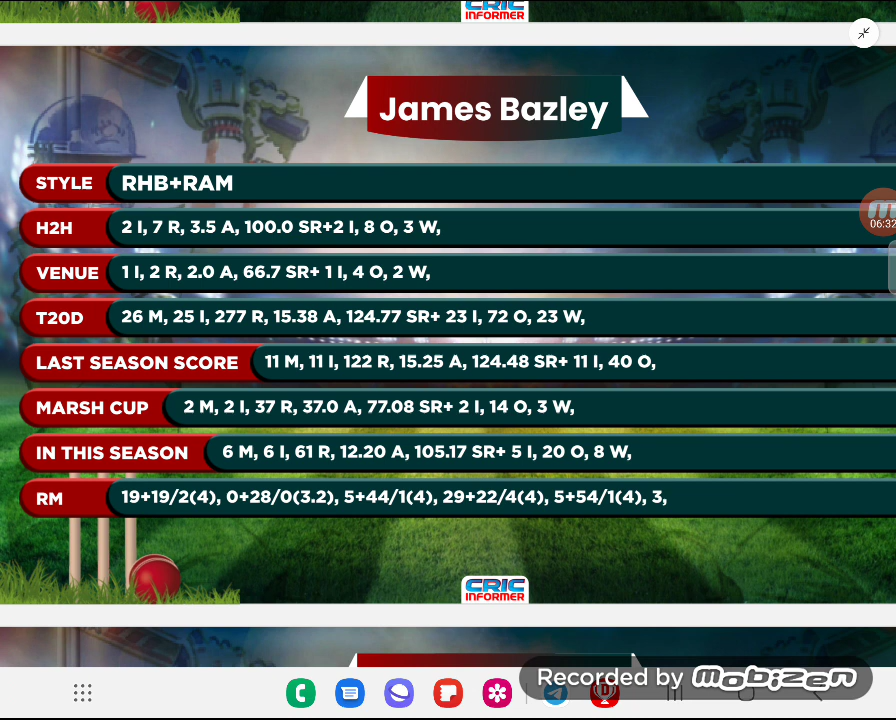 CRIC
INFORMER
James Bazley
STYLE RHB+RAM
H2H 2 I, 7 R, 3.5 A, 100.0 SR+2 I, 8 O, 3 W,
06:32
VENUE 1 I, 2 R, 2.0 A, 66.7 SR+ 1 I, 4 O, 2 W,
T20D 26 M, 25 I, 277 R, 15.38 A, 124.77 SR+ 23 I, 72 O, 23 W,
LAST SEASON SCORE 11 M, 11 I, 122 R, 15.25 A, 124.48 SR+ 11 I, 40 O,
MARSH CUP 2 M, 2 I, 37 R, 37.0 A, 77.08 SR+ 2 I, 14 O, 3 W,
IN THIS SEASON 6 M, 6 I, 61 R, 12.20 A, 105.17 SR+ 5 I, 20 O, 8 W,
RM 19+19/2(4), 0+28/0(3.2), 5+44/1(4), 29+22/4(4), 5+54/1(4), 3,
CRIC
INFORMER
Recorded by mobizen